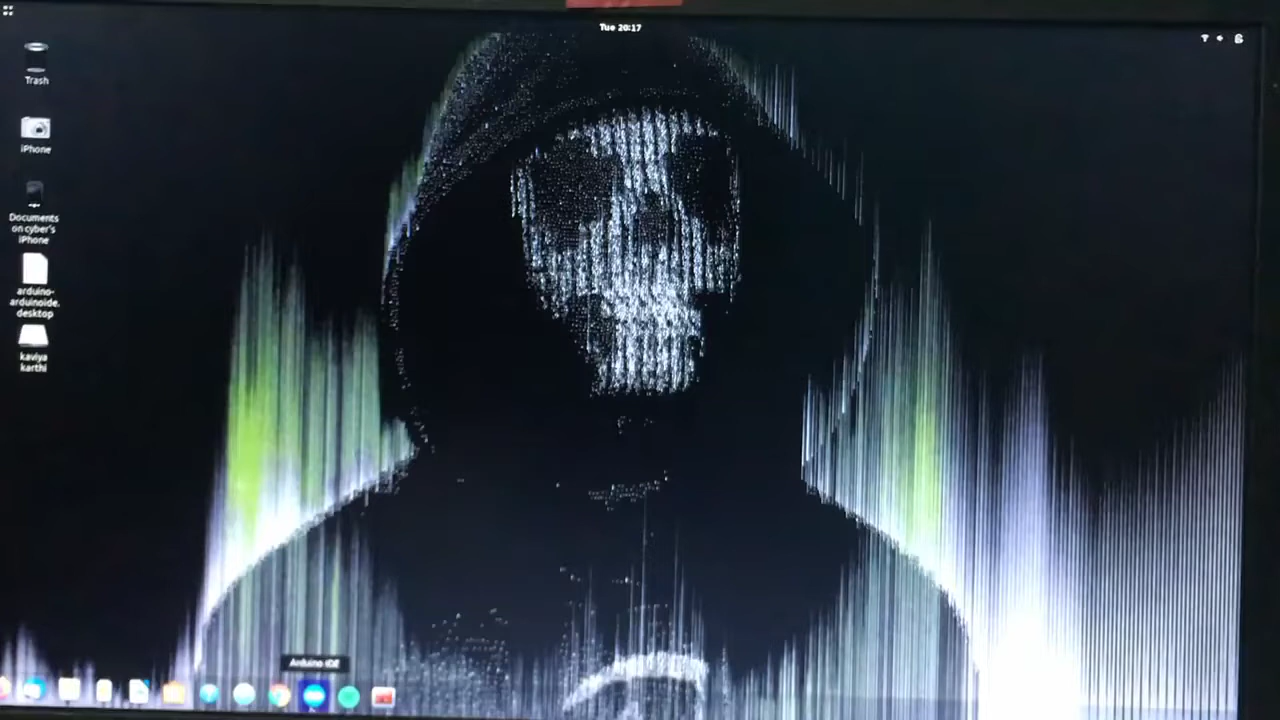 Tue 20:17
Trash
iPhone
Documents
on cyber's
iPhone
arduino-
arduinoide.
desktop
kaviya
karthi
Arduino IDE